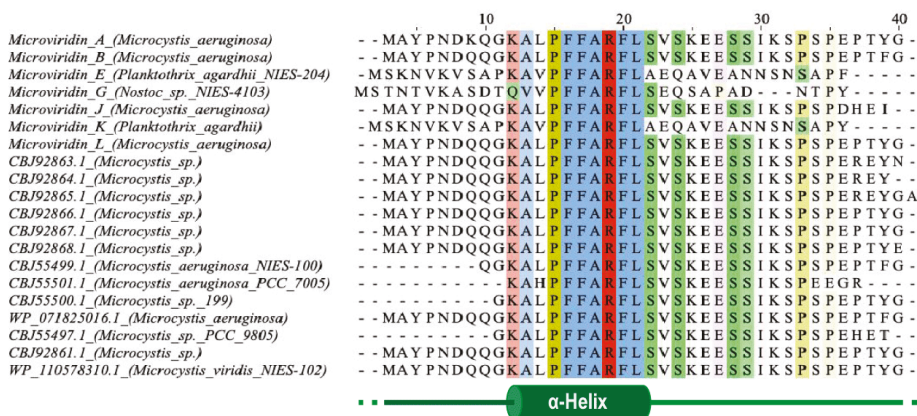 10 20 30 40
Microviridin_A_(Microcystis_aeruginosa) --MAYPNDKQGKALPFFARFLSVSKEESSIKSPSPEPTYG-
Microviridin_B_(Microcystis_aeruginosa) --MAYPNDQQGKALPFFARFLSVSKEESSIKSPSPEPTFG-
Microviridin_E_(Planktothrix_agardhii_NIES-204) -MSKNVKVSAPKAVPFFARFLAEQAVEANNSNSAPF-----
Microviridin_G_(Nostoc_sp._NIES-4103) MSTNTVKASDTQVVPFFARFLSEQSAPAD--NTPY------
Microviridin_J_(Microcystis_aeruginosa) --MAYPNDQQGKALPFFARFLSVSKEESSIKSPSPDHEI--
Microviridin_K_(Planktothrix_agardhii) -MSKNVKVSAPKAVPFFARFLAEQAVEANNSNSAPY-----
Microviridin_L_(Microcystis_aeruginosa) --MAYPNDQQGKALPFFARFLSVSKEESSIKSPSPEPTYG-
CBJ92863.1_(Microcystis_sp.) --MAYPNDQQGKALPFFARFLSVSKEESSIKSPSPEREYN-
CBJ92864.1_(Microcystis_sp.) --MAYPNDQQGKALPFFARFLSVSKEESSIKSPSPEREY--
CBJ92865.1_(Microcystis_sp.) --MAYPNDQQGKALPFFARFLSVSKEESSIKSPSPEREYGA
CBJ92866.1_(Microcystis_sp.) --MAYPNDQQGKALPFFARFLSVSKEESSIKSPSPEPTYG-
CBJ92867.1_(Microcystis_sp.) --MAYPNDQQGKALPFFARFLSVSKEESSIKSPSPEPTYG-
CBJ92868.1_(Microcystis_sp.) --MAYPNDQQGKALPFFARFLSVSKEESSIKSPSPEPTYE-
CBJ55499.1_(Microcystis_aeruginosa_NIES-100) ---------QGKALPFFARFLSVSKEESSIKSPSPEPTFG-
CBJ55501.1_(Microcystis_aeruginosa_PCC_7005) -----------KAHPFFARFLSVSKEESSIKSPSPEEGR--
CBJ55500.1_(Microcystis_sp._199) ----------GKALPFFARFLSVSKEESSIKSPSPEPTYG-
WP_071825016.1_(Microcystis_aeruginosa) --MAYPNDQQGKALPFFARFLSVSKEESSIKSPSPEPTFG-
CBJ55497.1_(Microcystis_sp._PCC_9805) ----------GKALPFFARFLSVSKEESSIKSPSPEHET--
CBJ92861.1_(Microcystis_sp.) --MAYPNDQQGKALPFFARFLSVSKEESSIKSPSPEPTYG-
WP_110578310.1_(Microcystis_viridis_NIES-102) --MAYPNDQQGKALPFFARFLSVSKEESSIKSPSPEPTYG-
α-Helix